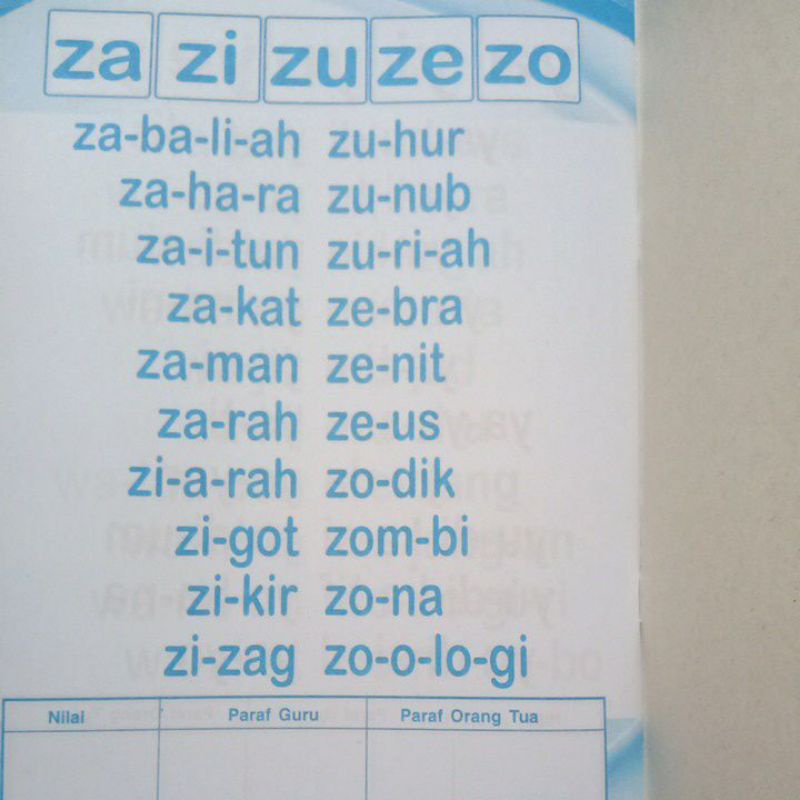 za zi zu ze zo
za-ba-li-ah zu-hur
za-ha-ra zu-nub
za-i-tun zu-ri-ah
za-kat ze-bra
za-man ze-nit
za-rah ze-us
zi-a-rah zo-dik
zi-got zom-bi
zi-kir zo-na
zi-zag zo-o-lo-gi
Nilai Paraf Guru Paraf Orang Tua